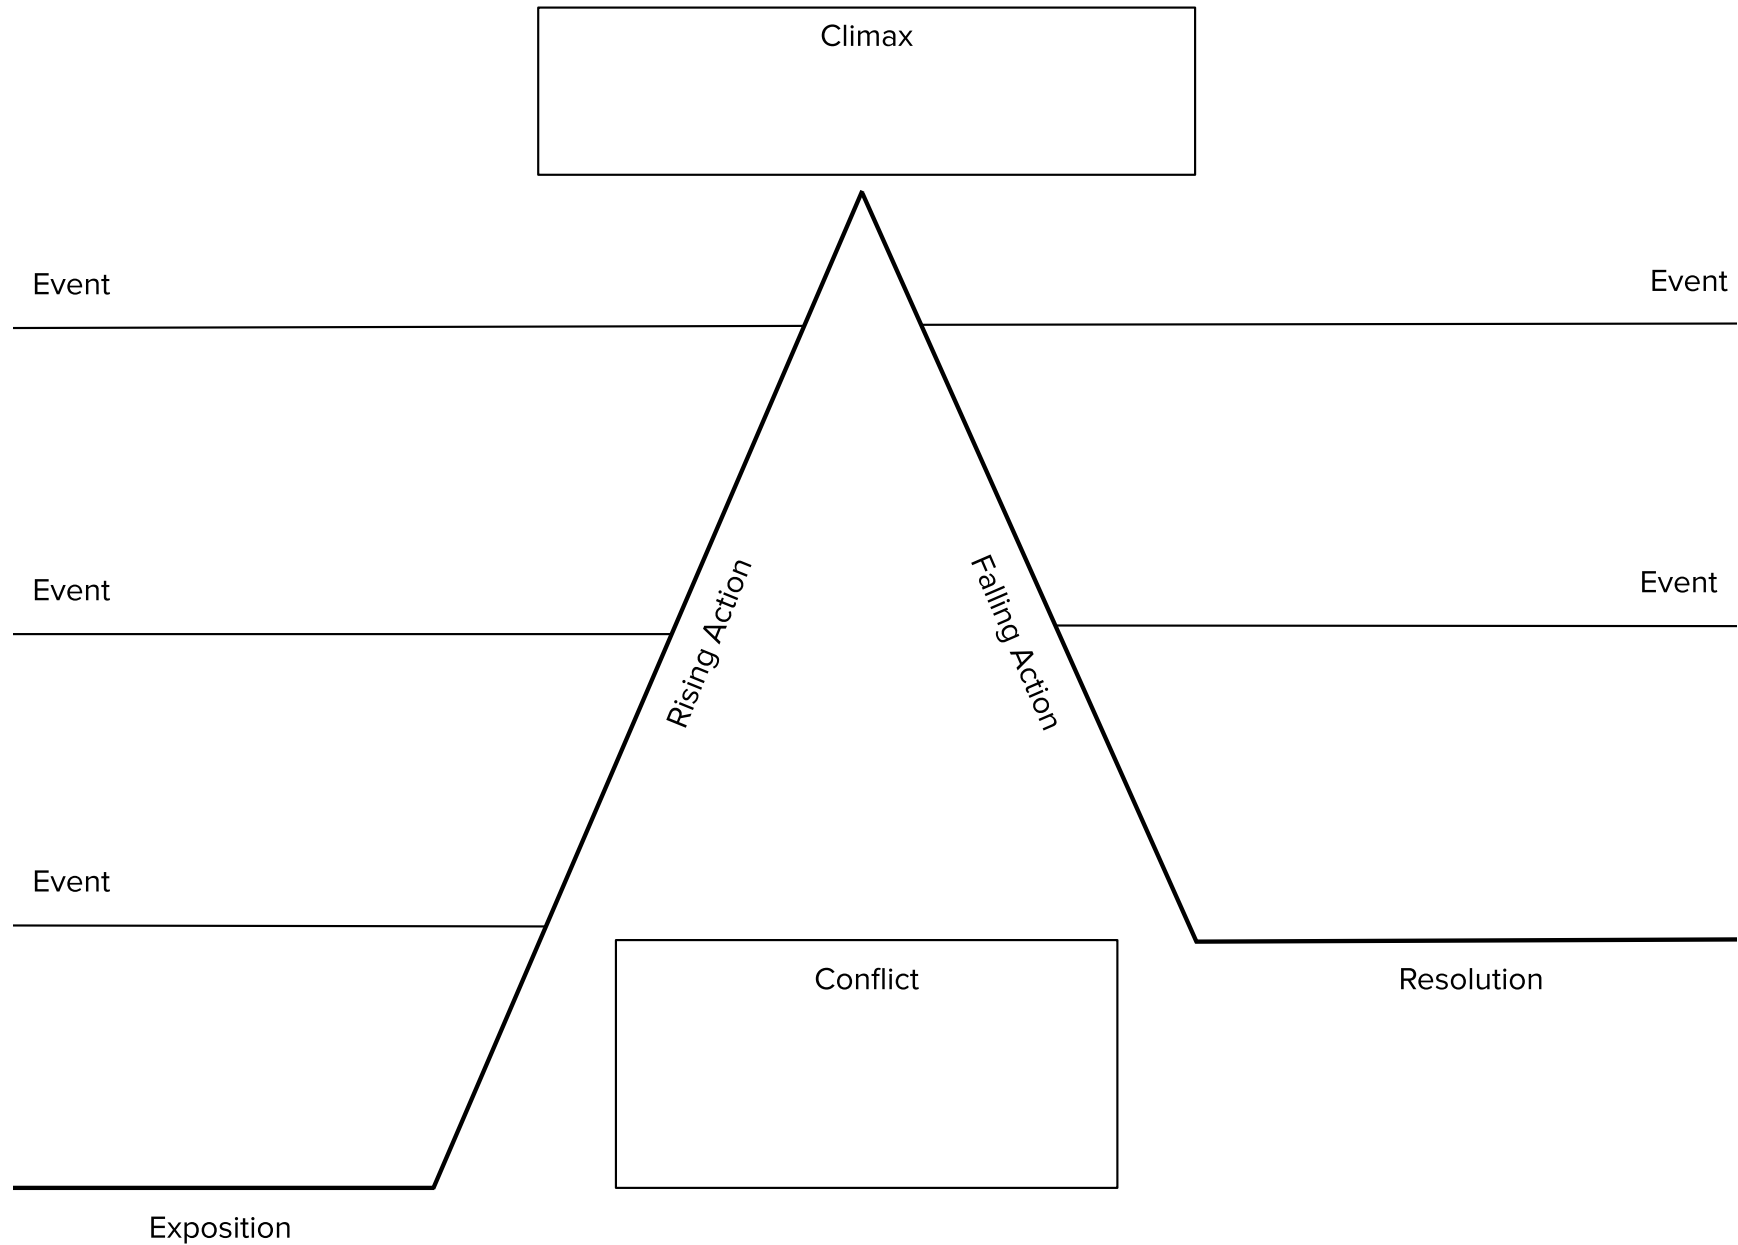 Climax
Event
Event
Event
Event
Rising Action
Falling Action
Event
Event
Conflict
Resolution
Exposition